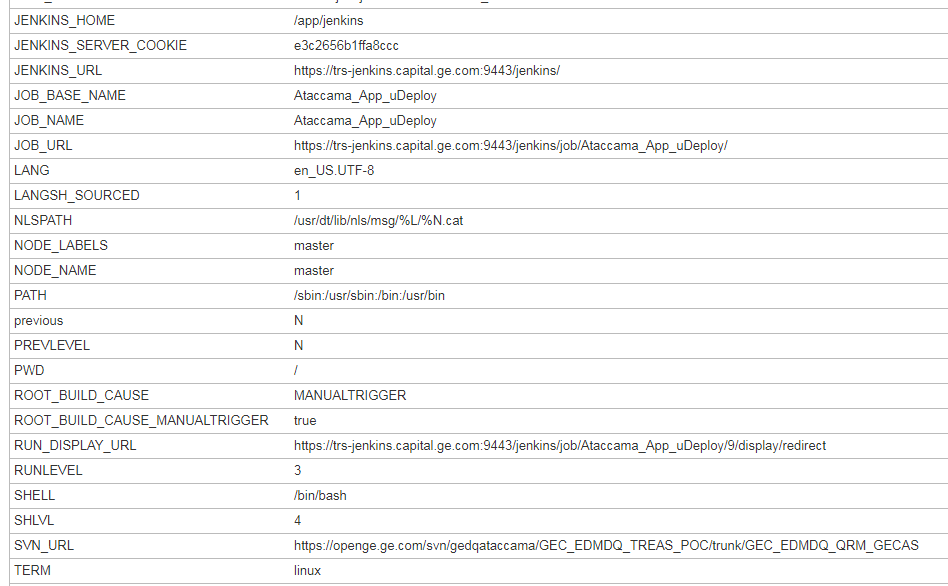 JENKINS_HOME /app/jenkins
JENKINS_SERVER_COOKIE e3c2656b1ffa8ccc
JENKINS_URL https://trs-jenkins.capital.ge.com:9443/jenkins/
JOB_BASE_NAME Ataccama_App_uDeploy
JOB_NAME Ataccama_App_uDeploy
JOB_URL https://trs-jenkins.capital.ge.com:9443/jenkins/job/Ataccama_App_uDeploy/
LANG en_US.UTF-8
LANGSH_SOURCED 1
NLSPATH /usr/dt/lib/nls/msg/%L/%N.cat
NODE_LABELS master
NODE_NAME master
PATH /sbin:/usr/sbin:/bin:/usr/bin
previous N
PREVLEVEL N
PWD /
ROOT_BUILD_CAUSE MANUALTRIGGER
ROOT_BUILD_CAUSE_MANUALTRIGGER true
RUN_DISPLAY_URL https://trs-jenkins.capital.ge.com:9443/jenkins/job/Ataccama_App_uDeploy/9/display/redirect
RUNLEVEL 3
SHELL /bin/bash
SHLVL 4
SVN_URL https://openge.ge.com/svn/gedqataccama/GEC_EDMDQ_TREAS_POC/trunk/GEC_EDMDQ_QRM_GECAS
TERM linux